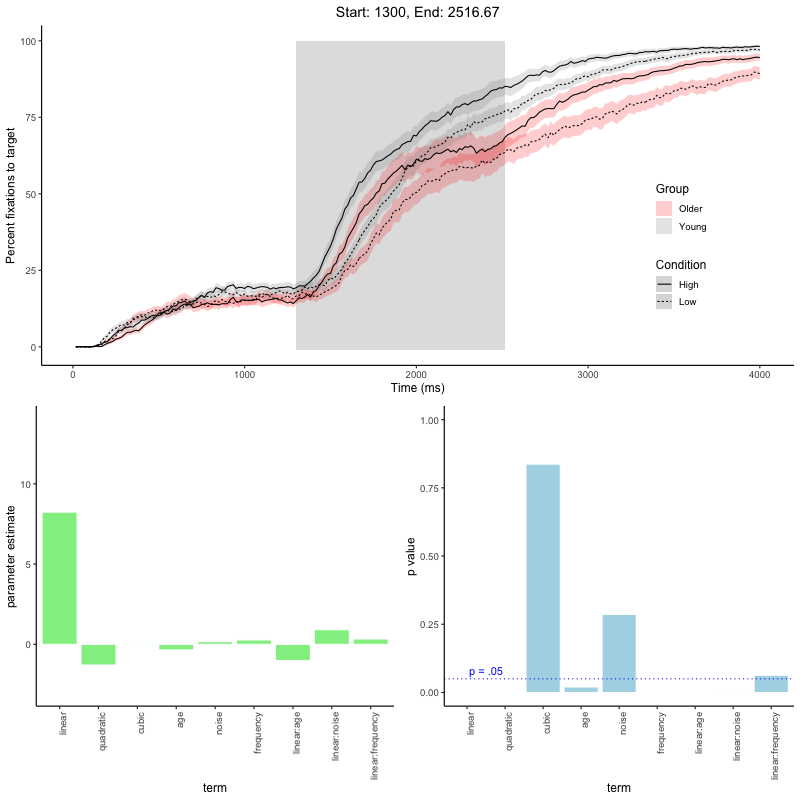 Start: 1300, End: 2516.67
Percent fixations to target
100
75
50
25
0
0
1000
2000
3000
4000
Time (ms)
Group
Older
Young
Condition
High
Low
parameter estimate
10
5
0
linear
quadratic
cubic
age
noise
frequency
linear:age
linear:noise
linear:frequency
term
p value
1.00
0.75
0.50
0.25
0.00
p = .05
linear
quadratic
cubic
age
noise
frequency
linear:age
linear:noise
linear:frequency
term